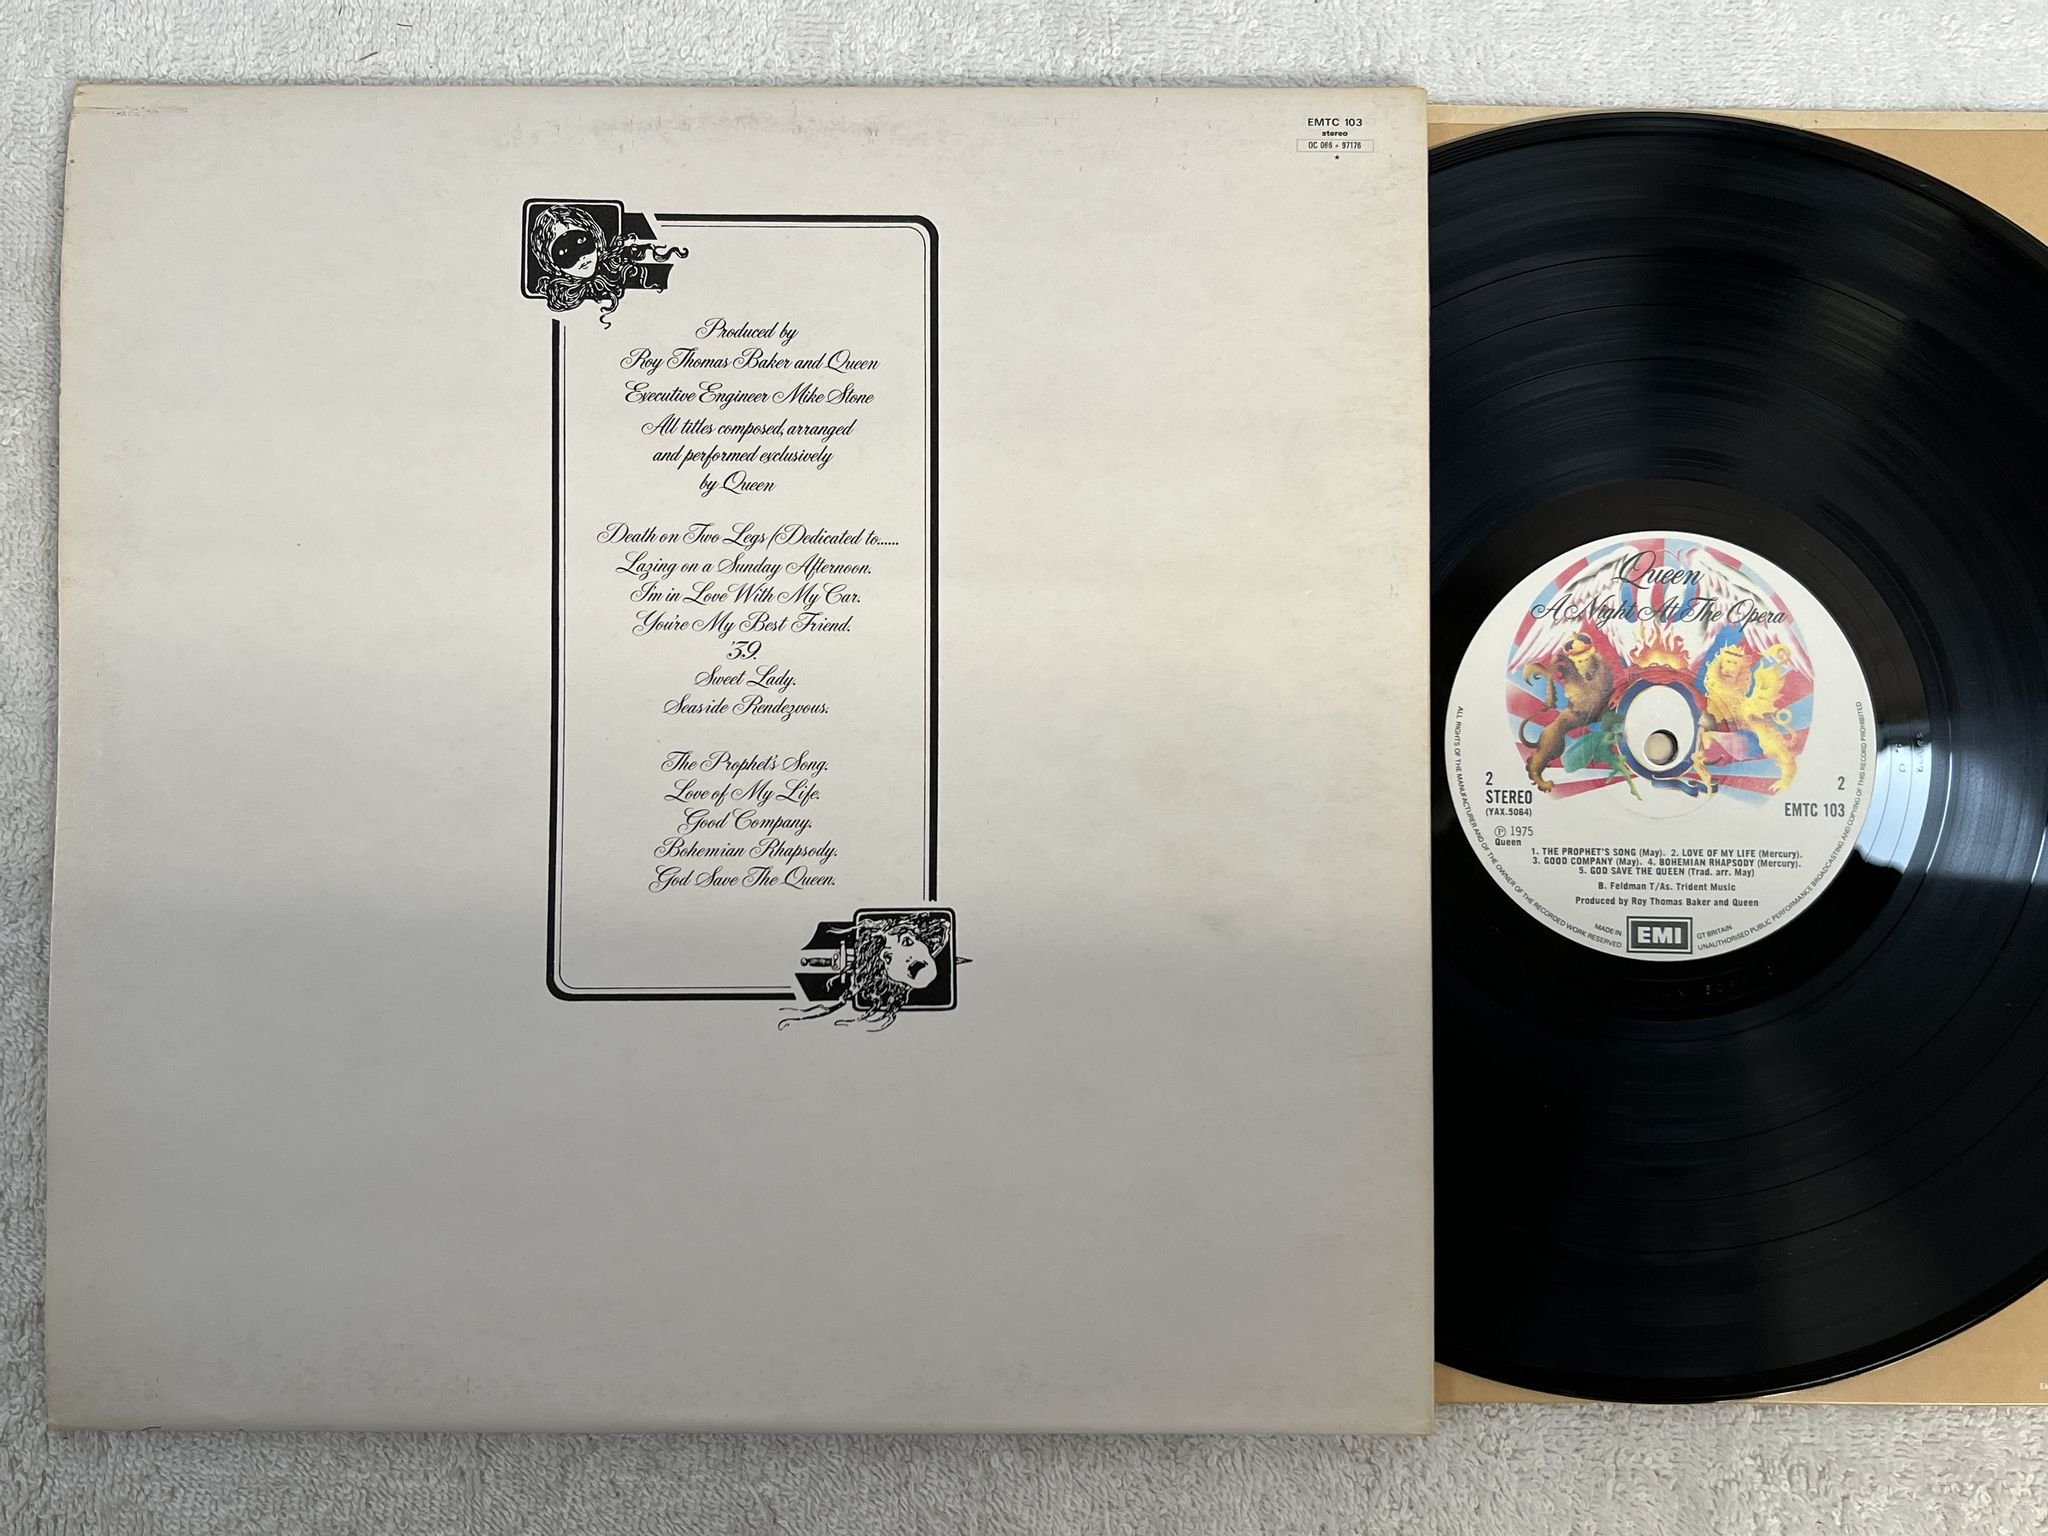 EMTC 103
stereo
OC 066 · 97176
*
Produced by
Roy Thomas Baker and Queen
Executive Engineer Mike Stone
All titles composed, arranged
and performed exclusively
by Queen
Death on Two Legs (Dedicated to......
Lazing on a Sunday Afternoon.
I'm in Love With My Car.
You're My Best Friend.
'39.
Sweet Lady.
Seaside Rendezvous.
The Prophet's Song.
Love of My Life.
Good Company.
Bohemian Rhapsody.
God Save The Queen.
Queen
A Night At The Opera
2
STEREO
(YAX.5064)
℗ 1975
Queen
2
EMTC 103
1. THE PROPHET'S SONG (May). 2. LOVE OF MY LIFE (Mercury).
3. GOOD COMPANY (May). 4. BOHEMIAN RHAPSODY (Mercury).
5. GOD SAVE THE QUEEN (Trad. arr. May)
B. Feldman T/As. Trident Music
Produced by Roy Thomas Baker and Queen
MADE IN
EMI
GT BRITAIN
ALL RIGHTS OF THE MANUFACTURER AND OF THE OWNER OF THE RECORDED WORK RESERVED
UNAUTHORISED PUBLIC PERFORMANCE BROADCASTING AND COPYING OF THIS RECORD PROHIBITED